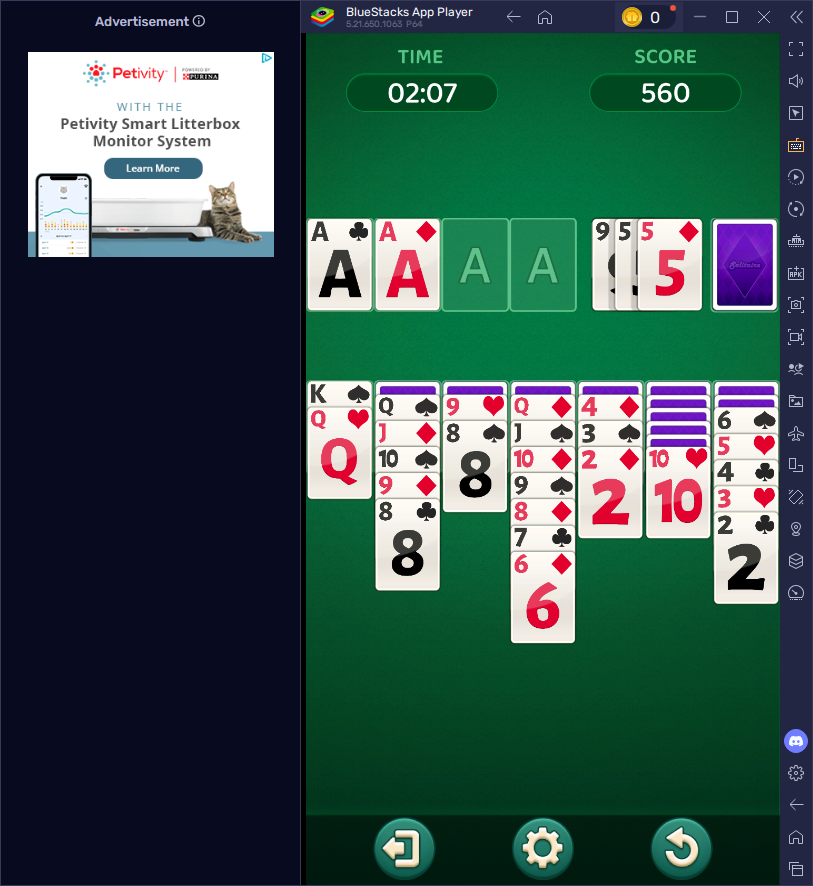 Advertisement
BlueStacks App Player
5.21.650.1063 P64
0
Petivity
POWERED BY
PURINA
WITH THE
Petivity Smart Litterbox
Monitor System
Learn More
TIME
SCORE
02:07
560
A
A
A
A
A
A
9
5
5
9
5
Solitaire
K
Q
Q
Q
J
10
9
8
8
9
8
8
Q
J
10
9
8
7
6
6
4
3
2
2
10
10
6
5
4
3
2
2
APK